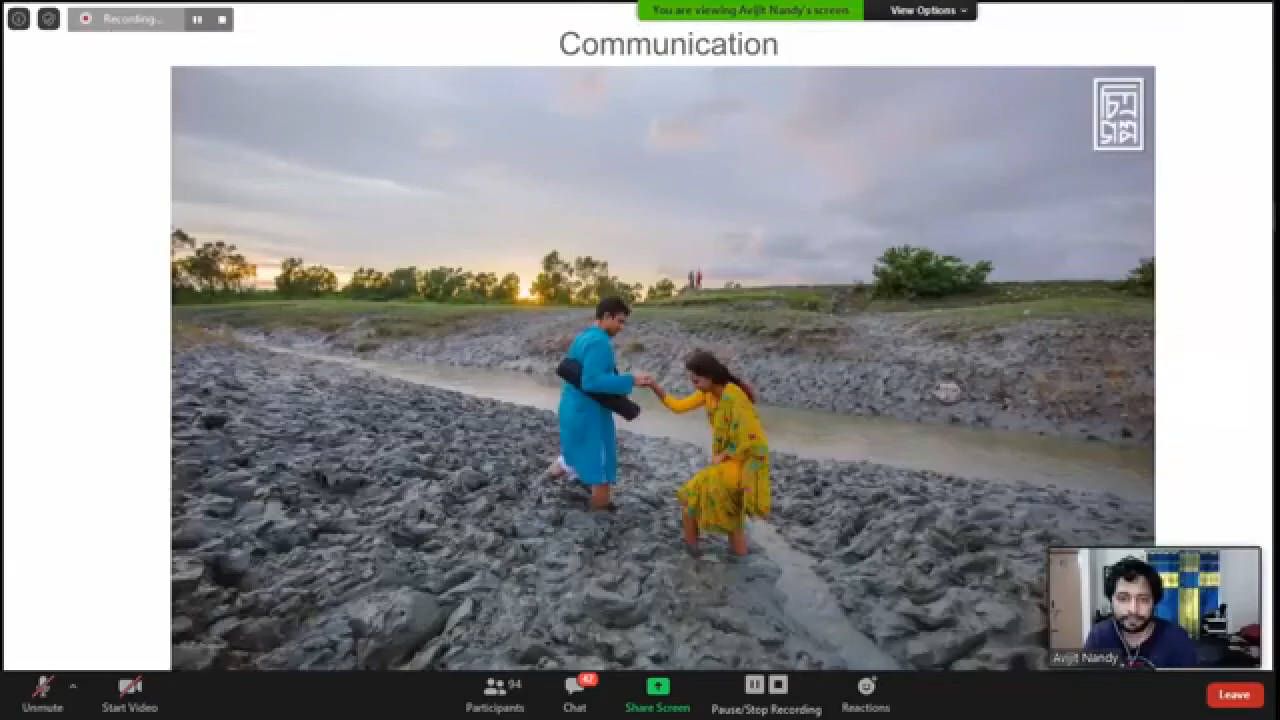 Recording...
You are viewing Avijit Nandy's screen
View Options
Communication
Avijit Nandy
Unmute
Start Video
Participants
94
Chat
47
Share Screen
Pause/Stop Recording
Reactions
Leave